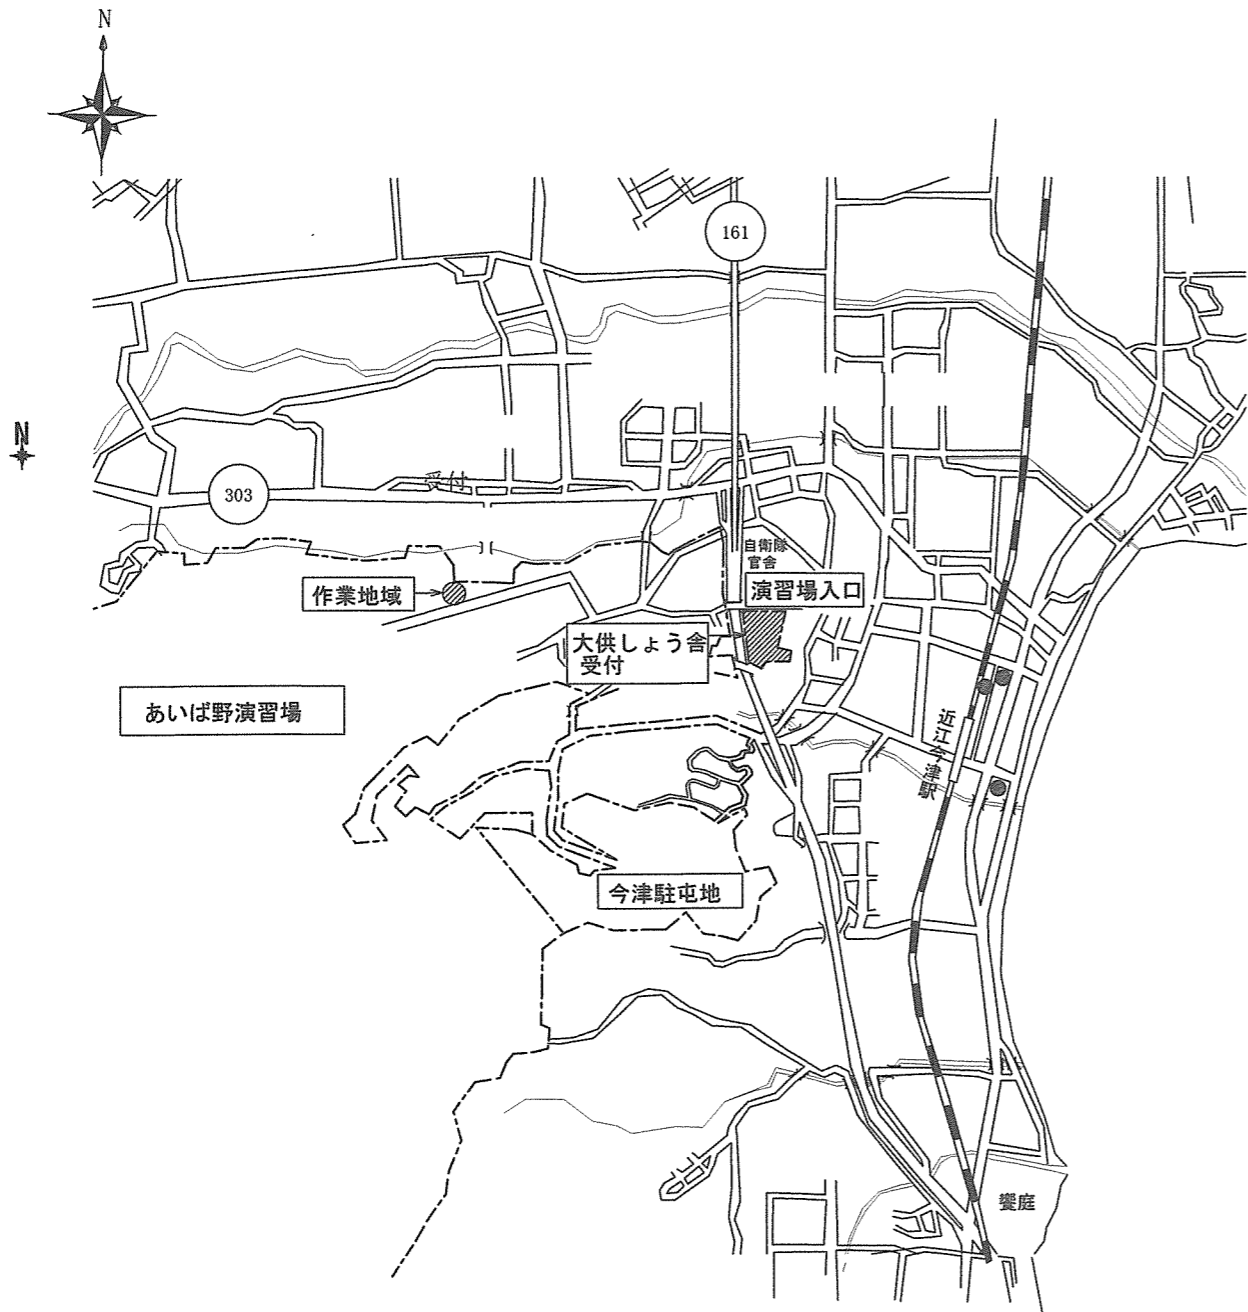 N
161
N
受付
303
自衛隊
官舎
作業地域
演習場入口
大供しょう舎
受付
あいば野演習場
近江今津駅
今津駐屯地
饗庭